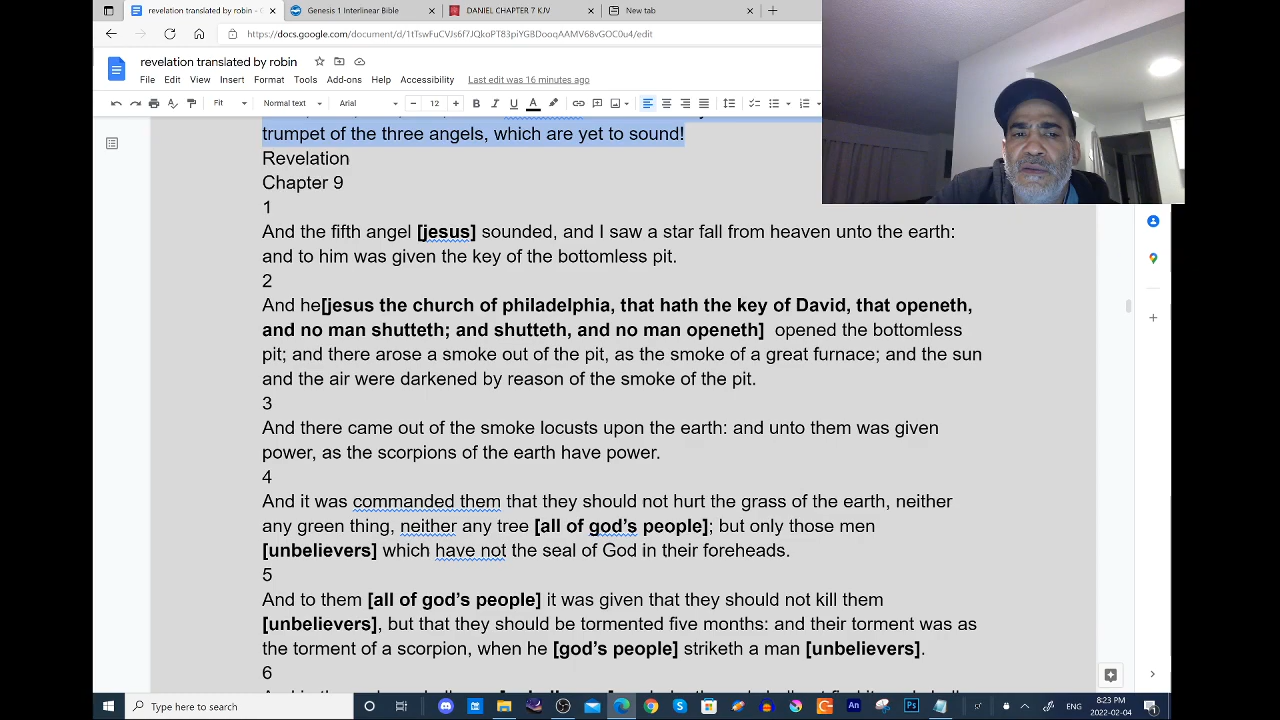 revelation translated by robin - G
Genesis 1 Interlinear Bible
DANIEL CHAPTER 7 KJV
New tab
https://docs.google.com/document/d/1tTswFuCVJs6f7JQkoPT83piYGBDooqAAMV68vGOC0u4/edit
revelation translated by robin
File Edit View Insert Format Tools Add-ons Help Accessibility Last edit was 16 minutes ago
Fit Normal text Arial 12 B I U A
trumpet of the three angels, which are yet to sound!
Revelation
Chapter 9
1
And the fifth angel [jesus] sounded, and I saw a star fall from heaven unto the earth:
and to him was given the key of the bottomless pit.
2
And he[jesus the church of philadelphia, that hath the key of David, that openeth,
and no man shutteth; and shutteth, and no man openeth] opened the bottomless
pit; and there arose a smoke out of the pit, as the smoke of a great furnace; and the sun
and the air were darkened by reason of the smoke of the pit.
3
And there came out of the smoke locusts upon the earth: and unto them was given
power, as the scorpions of the earth have power.
4
And it was commanded them that they should not hurt the grass of the earth, neither
any green thing, neither any tree [all of god’s people]; but only those men
[unbelievers] which have not the seal of God in their foreheads.
5
And to them [all of god’s people] it was given that they should not kill them
[unbelievers], but that they should be tormented five months: and their torment was as
the torment of a scorpion, when he [god’s people] striketh a man [unbelievers].
6
Type here to search
ENG
8:23 PM
2022-02-04